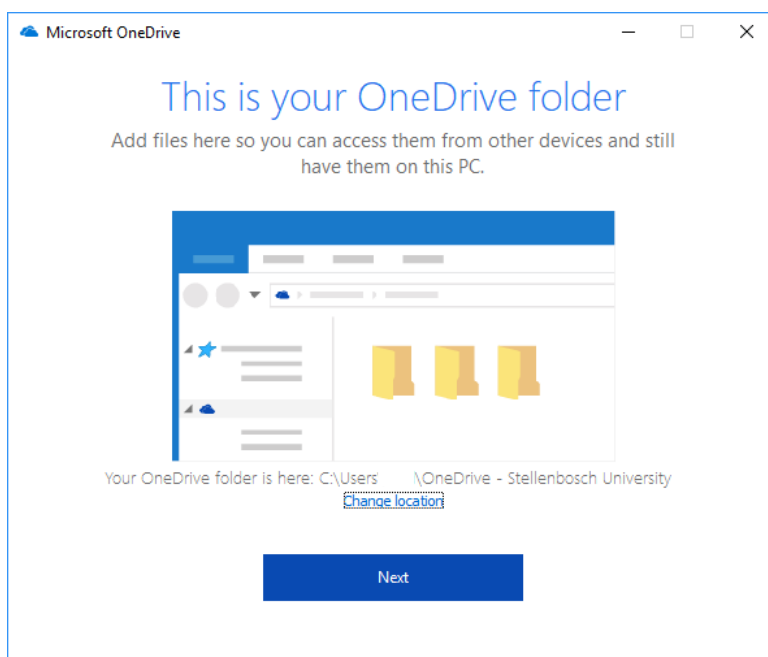 Microsoft OneDrive
This is your OneDrive folder
Add files here so you can access them from other devices and still
have them on this PC.
Your OneDrive folder is here: C:\Users\OneDrive - Stellenbosch University
Change location
Next